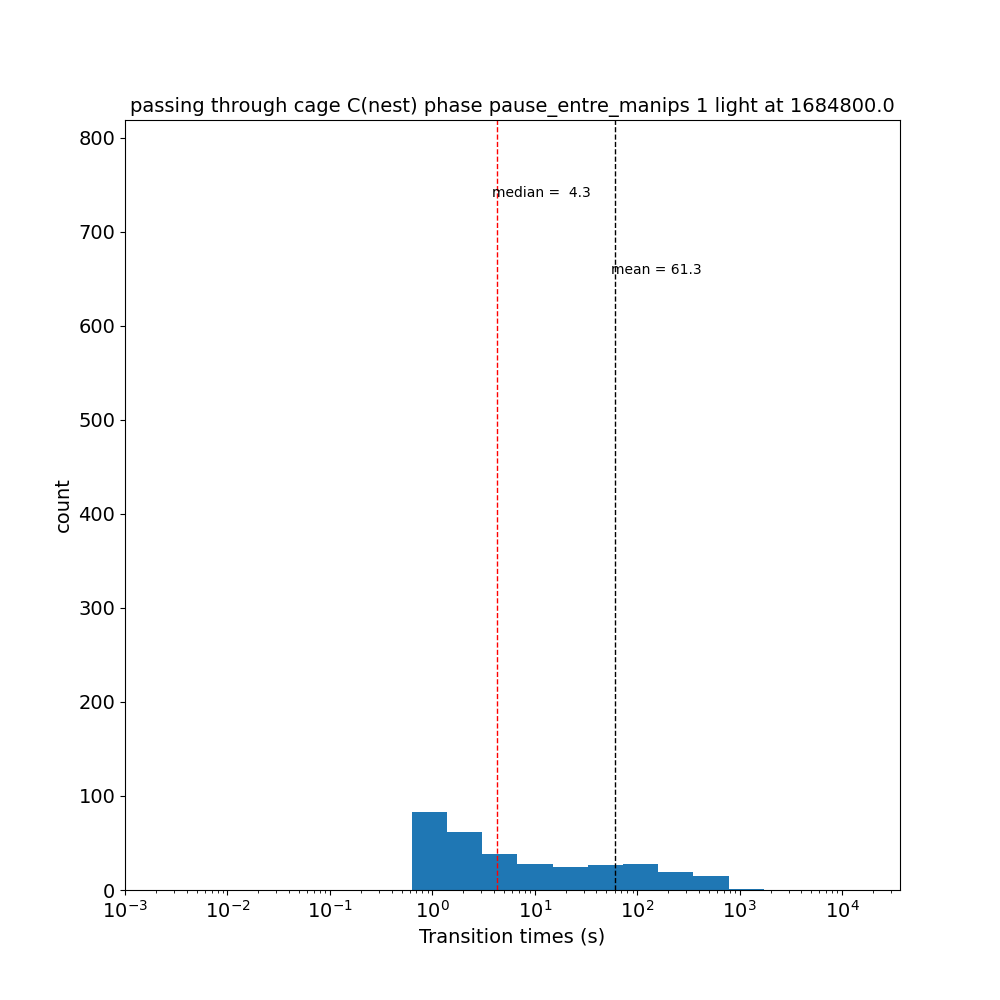 passing through cage C(nest) phase pause_entre_manips 1 light at 1684800.0
800
700
600
500
400
300
200
100
0
count
median =  4.3
mean = 61.3
10⁻³ 10⁻² 10⁻¹ 10⁰ 10¹ 10² 10³ 10⁴
Transition times (s)